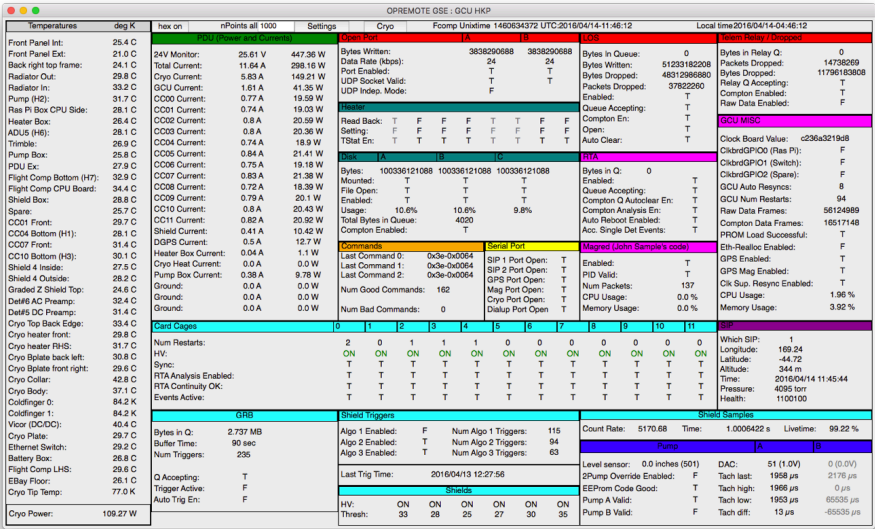 OPREMOTE GSE : GCU HKP
Temperatures deg K
hex on nPoints all 1000 Settings Cryo Fcomp Unixtime 1460634372 UTC:2016/04/14-11:46:12 Local time2016/04/14-04:46:12
Front Panel Int: 25.4 C
Front Panel Ext: 21.0 C
Back right top frame: 24.1 C
Radiator Out: 29.8 C
Radiator In: 33.2 C
Pump (H2): 31.7 C
Ras Pi Box CPU Side: 28.1 C
Heater Box: 26.4 C
ADU5 (H6): 28.1 C
Trimble: 26.9 C
Pump Box: 25.8 C
PDU Ex: 27.9 C
Flight Comp Bottom (H7): 32.9 C
Flight Comp CPU Board: 34.4 C
Shield Box: 28.8 C
Spare: 25.7 C
CC01 Front: 29.7 C
CC04 Bottom (H1): 28.1 C
CC07 Front: 31.4 C
CC10 Bottom (H3): 30.1 C
Shield 4 Inside: 27.5 C
Shield 4 Outside: 28.2 C
Graded Z Shield Top: 24.6 C
Det#6 AC Preamp: 32.4 C
Det#5 DC Preamp: 31.4 C
Cryo Top Back Edge: 33.4 C
Cryo heater front: 29.8 C
Cryo heater RHS: 31.7 C
Cryo Bplate back left: 30.8 C
Cryo Bplate front right: 29.6 C
Cryo Collar: 42.8 C
Cryo Body: 37.1 C
Coldfinger 0: 84.2 K
Coldfinger 1: 84.2 K
Vicor (DC/DC): 40.4 C
Cryo Plate: 29.7 C
Ethernet Switch: 29.2 C
Battery Box: 26.8 C
Flight Comp LHS: 29.6 C
EBay Floor: 26.1 C
Cryo Tip Temp: 77.0 K
Cryo Power: 109.27 W
PDU (Power and Currents)
24V Monitor: 25.61 V 447.36 W
Total Current: 11.64 A 298.16 W
Cryo Current: 5.83 A 149.21 W
GCU Current: 1.61 A 41.35 W
CC00 Current: 0.77 A 19.59 W
CC01 Current: 0.74 A 19.03 W
CC02 Current: 0.8 A 20.59 W
CC03 Current: 0.8 A 20.36 W
CC04 Current: 0.74 A 18.9 W
CC05 Current: 0.84 A 21.41 W
CC06 Current: 0.75 A 19.18 W
CC07 Current: 0.83 A 21.38 W
CC08 Current: 0.72 A 18.39 W
CC09 Current: 0.79 A 20.1 W
CC10 Current: 0.8 A 20.43 W
CC11 Current: 0.82 A 20.92 W
Shield Current: 0.41 A 10.42 W
DGPS Current: 0.5 A 12.7 W
Heater Box Current: 0.04 A 1.1 W
Cryo Heat Current: 0.0 A 0.0 W
Pump Box Current: 0.38 A 9.78 W
Ground: 0.0 A 0.0 W
Ground: 0.0 A 0.0 W
Ground: 0.0 A 0.0 W
Open Port A B
Bytes Written: 3838290688 3838290688
Data Rate (kbps): 24 24
Port Enabled: T T
UDP Socket Valid: T T
UDP Indep. Mode: F
Heater
Read Back: T F F F T T F F
Setting: F F F F F F F F
TStat En: T T T T T T T T
Disk A B C
Bytes: 100336121088 100336121088 100336121088
Mounted: T T T
File Open: T T T
Enabled: T T T
Usage: 10.6% 10.6% 9.8%
Total Bytes in Queue: 4020
Compton Enabled: T T
Commands
Last Command 0: 0x3e-0x0064
Last Command 1: 0x3e-0x0064
Last Command 2: 0x3e-0x0064
Num Good Commands: 162
Num Bad Commands: 0
Serial Port
SIP 1 Port Open: T
SIP 2 Port Open: T
GPS Port Open: T
Mag Port Open: T
Cryo Port Open: T
Dialup Port Open T
LOS
Bytes In Queue: 0
Bytes Written: 51233182208
Bytes Dropped: 48312986880
Packets Dropped: 37822260
Enabled: T
Queue Accepting: T
Compton En: T
Open: T
Auto Clear: T
RTA
Bytes in Q: 0
Enabled: T
Queue Accepting: T
Compton Q Autoclear En: T
Compton Analysis En: T
Auto Reboot Enabled: T
Acc. Single Det Events: T
Magred (John Sample's code)
Enabled: T
PID Valid: T
Num Packets: 137
CPU Usage: 0.0 %
Memory Usage: 0.0 %
Telem Relay / Dropped
Bytes in Relay Q: 0
Packets Dropped: 14738269
Bytes Dropped: 11796183808
Relay Q Accepting: T
Compton Enabled: T
Raw Data Enabled: F
GCU MISC
Clock Board Value: c236a3219d8
ClkbrdGPIO0 (Ras Pi): F
ClkbrdGPIO1 (Switch): F
ClkbrdGPIO2 (Spare): F
GCU Auto Resyncs: 8
GCU Num Restarts: 94
Raw Data Frames: 56124989
Compton Data Frames: 16517148
PROM Load Successful: T
Eth-Realloc Enabled: F
GPS Enabled: T
GPS Mag Enabled: T
Clk Sup. Resync Enabled: T
CPU Usage: 1.96 %
Memory Usage: 3.92 %
Card Cages 0 1 2 3 4 5 6 7 8 9 10 11
Num Restarts: 2 0 1 1 1 0 0 0 0 0 0 0
HV: ON ON ON ON ON ON ON ON ON ON ON ON
Sync: T T T T T T T T T T T T
RTA Analysis Enabled: T T T T T T T T T T T T
RTA Continuity OK: T T T T T T T T T T T T
Events Active: T T T T T T T T T T T T
SIP
Which SIP: 1
Longitude: 169.24
Latitude: -44.72
Altitude: 344 m
Time: 2016/04/14 11:45:44
Pressure: 4095 torr
Health: 1100100
GRB
Bytes in Q: 2.737 MB
Buffer Time: 90 sec
Num Triggers: 235
Q Accepting: T
Trigger Active: F
Auto Trig En: F
Shield Triggers
Algo 1 Enabled: F Num Algo 1 Triggers: 115
Algo 2 Enabled: T Num Algo 2 Triggers: 94
Algo 3 Enabled: T Num Algo 3 Triggers: 63
Last Trig Time: 2016/04/13 12:27:56
Shields
HV: ON ON ON ON ON ON
Thresh: 33 28 25 27 30 35
Shield Samples
Count Rate: 5170.68 Time: 1.0006422 s Livetime: 99.22 %
Pump A B
Level sensor: 0.0 inches (501) DAC: 51 (1.0V) 0 (0.0V)
2Pump Override Enabled: F Tach last: 1958 µs 2176 µs
EEProm Code Good: T Tach high: 1966 µs 0 µs
Pump A Valid: T Tach low: 1953 µs 65535 µs
Pump B Valid: F Tach diff: 13 µs -65535 µs